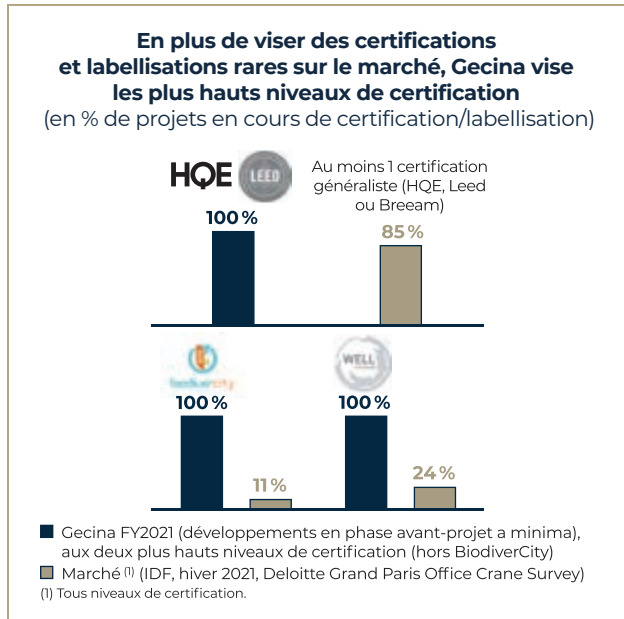 En plus de viser des certifications
et labellisations rares sur le marché, Gecina vise
les plus hauts niveaux de certification
(en % de projets en cours de certification/labellisation)
HQE LEED
Au moins 1 certification
généraliste (HQE, Leed
ou Breeam)
100 %
85 %
biodivercity
WELL
100 %
11 %
100 %
24 %
Gecina FY2021 (développements en phase avant-projet a minima),
aux deux plus hauts niveaux de certification (hors BiodiverCity)
Marché (1) (IDF, hiver 2021, Deloitte Grand Paris Office Crane Survey)
(1) Tous niveaux de certification.